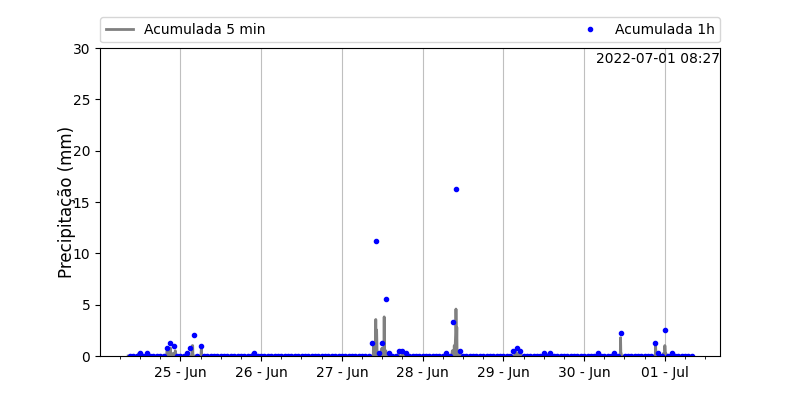 Acumulada 5 min
Acumulada 1h
2022-07-01 08:27
Precipitação (mm)
30
25
20
15
10
5
0
25 - Jun
26 - Jun
27 - Jun
28 - Jun
29 - Jun
30 - Jun
01 - Jul